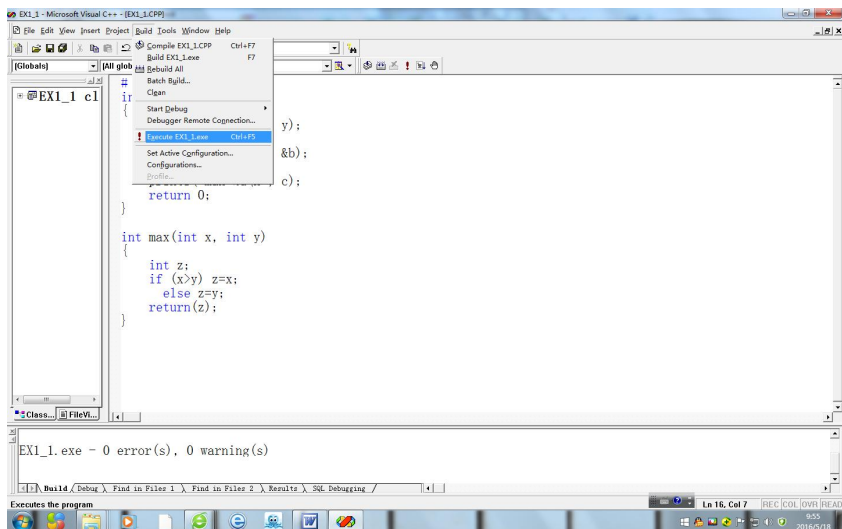 EX1_1 - Microsoft Visual C++ - [EX1_1.CPP]
File Edit View Insert Project Build Tools Window Help
Compile EX1_1.CPP Ctrl+F7
Build EX1_1.exe F7
Rebuild All
Batch Build...
Clean
Start Debug
Debugger Remote Connection...
Execute EX1_1.exe Ctrl+F5
Set Active Configuration...
Configurations...
Profile...
[Globals] [All glob
EX1_1 cl
#
in
{
y);
&b);
c);
return 0;
}
int max(int x, int y)
{
int z;
if (x>y) z=x;
else z=y;
return(z);
}
Class... FileVi...
EX1_1.exe - 0 error(s), 0 warning(s)
Build Debug Find in Files 1 Find in Files 2 Results SQL Debugging
Executes the program
Ln 16, Col 7 REC COL OVR READ
9:55
2016/5/18